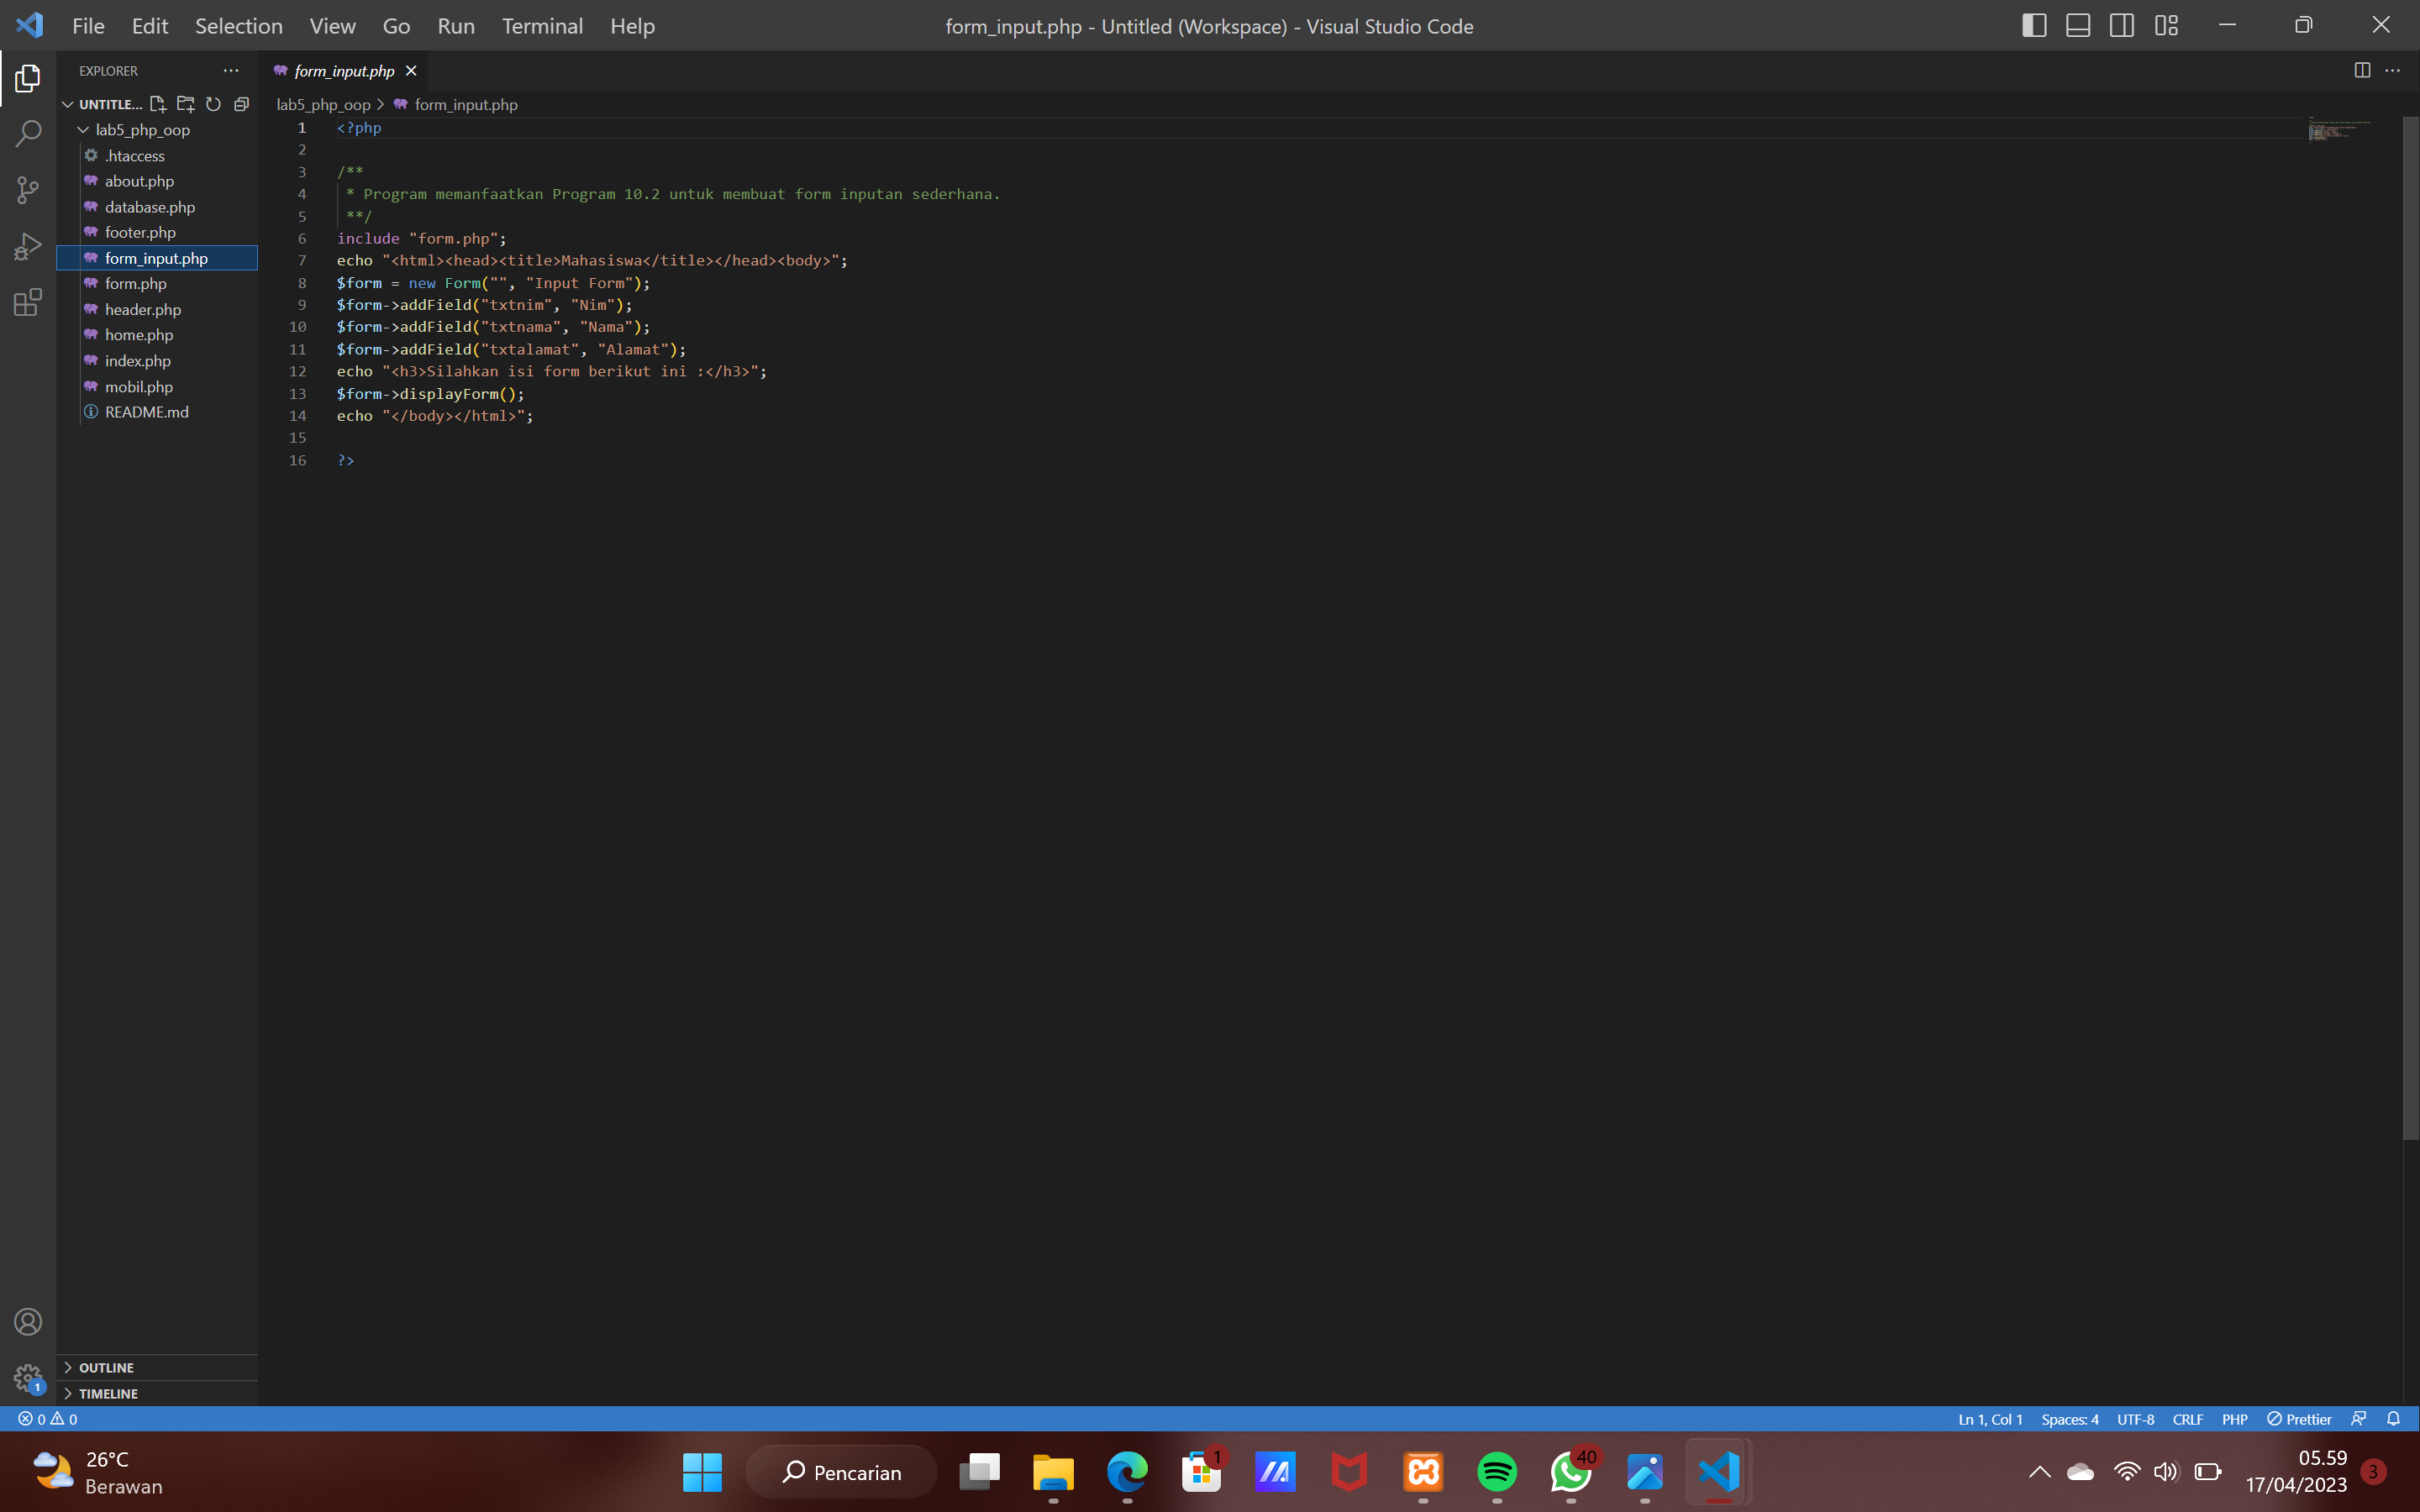 File Edit Selection View Go Run Terminal Help
form_input.php - Untitled (Workspace) - Visual Studio Code
EXPLORER
UNTITLE...
lab5_php_oop
.htaccess
about.php
database.php
footer.php
form_input.php
form.php
header.php
home.php
index.php
mobil.php
README.md
OUTLINE
TIMELINE
form_input.php
lab5_php_oop > form_input.php
1 <?php
2
3 /**
4 * Program memanfaatkan Program 10.2 untuk membuat form inputan sederhana.
5 **/
6 include "form.php";
7 echo "<html><head><title>Mahasiswa</title></head><body>";
8 $form = new Form("", "Input Form");
9 $form->addField("txtnim", "Nim");
10 $form->addField("txtnama", "Nama");
11 $form->addField("txtalamat", "Alamat");
12 echo "<h3>Silahkan isi form berikut ini :</h3>";
13 $form->displayForm();
14 echo "</body></html>";
15
16 ?>
1
0 0
Ln 1, Col 1 Spaces: 4 UTF-8 CRLF PHP Prettier
26°C
Berawan
Pencarian
1
40
05.59
17/04/2023
3